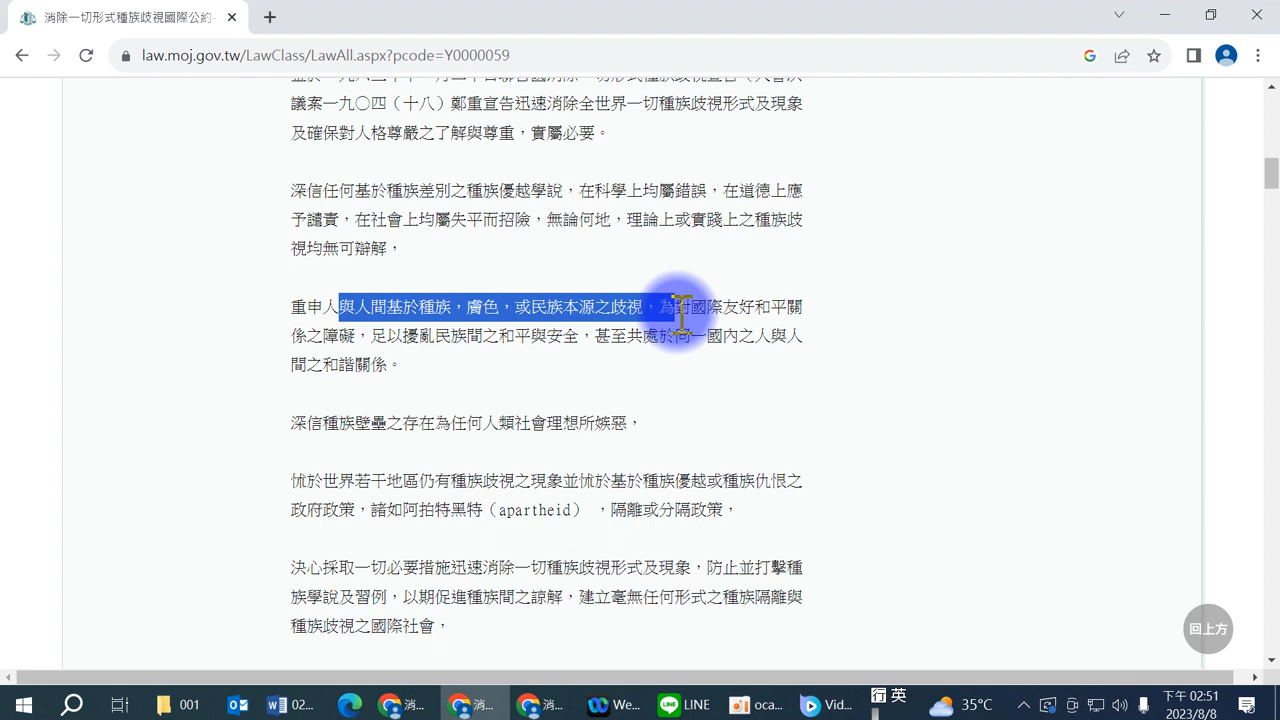 消除一切形式種族歧視國際公約-
law.moj.gov.tw/LawClass/LawAll.aspx?pcode=Y0000059
議案一九〇四（十八）鄭重宣告迅速消除全世界一切種族歧視形式及現象
及確保對人格尊嚴之了解與尊重，實屬必要。
深信任何基於種族差別之種族優越學說，在科學上均屬錯誤，在道德上應
予譴責，在社會上均屬失平而招險，無論何地，理論上或實踐上之種族歧
視均無可辯解，
重申人與人間基於種族，膚色，或民族本源之歧視，為對國際友好和平關
係之障礙，足以擾亂民族間之和平與安全，甚至共處於同一國內之人與人
間之和諧關係。
深信種族壁壘之存在為任何人類社會理想所嫉惡，
怵於世界若干地區仍有種族歧視之現象並怵於基於種族優越或種族仇恨之
政府政策，諸如阿拍特黑特（apartheid） ，隔離或分隔政策，
決心採取一切必要措施迅速消除一切種族歧視形式及現象，防止並打擊種
族學說及習例，以期促進種族間之諒解，建立毫無任何形式之種族隔離與
種族歧視之國際社會，
回上方
001
02...
消...
消...
消...
We...
LINE
oca...
Vid...
行 英
35°C
下午 02:51
2023/8/8